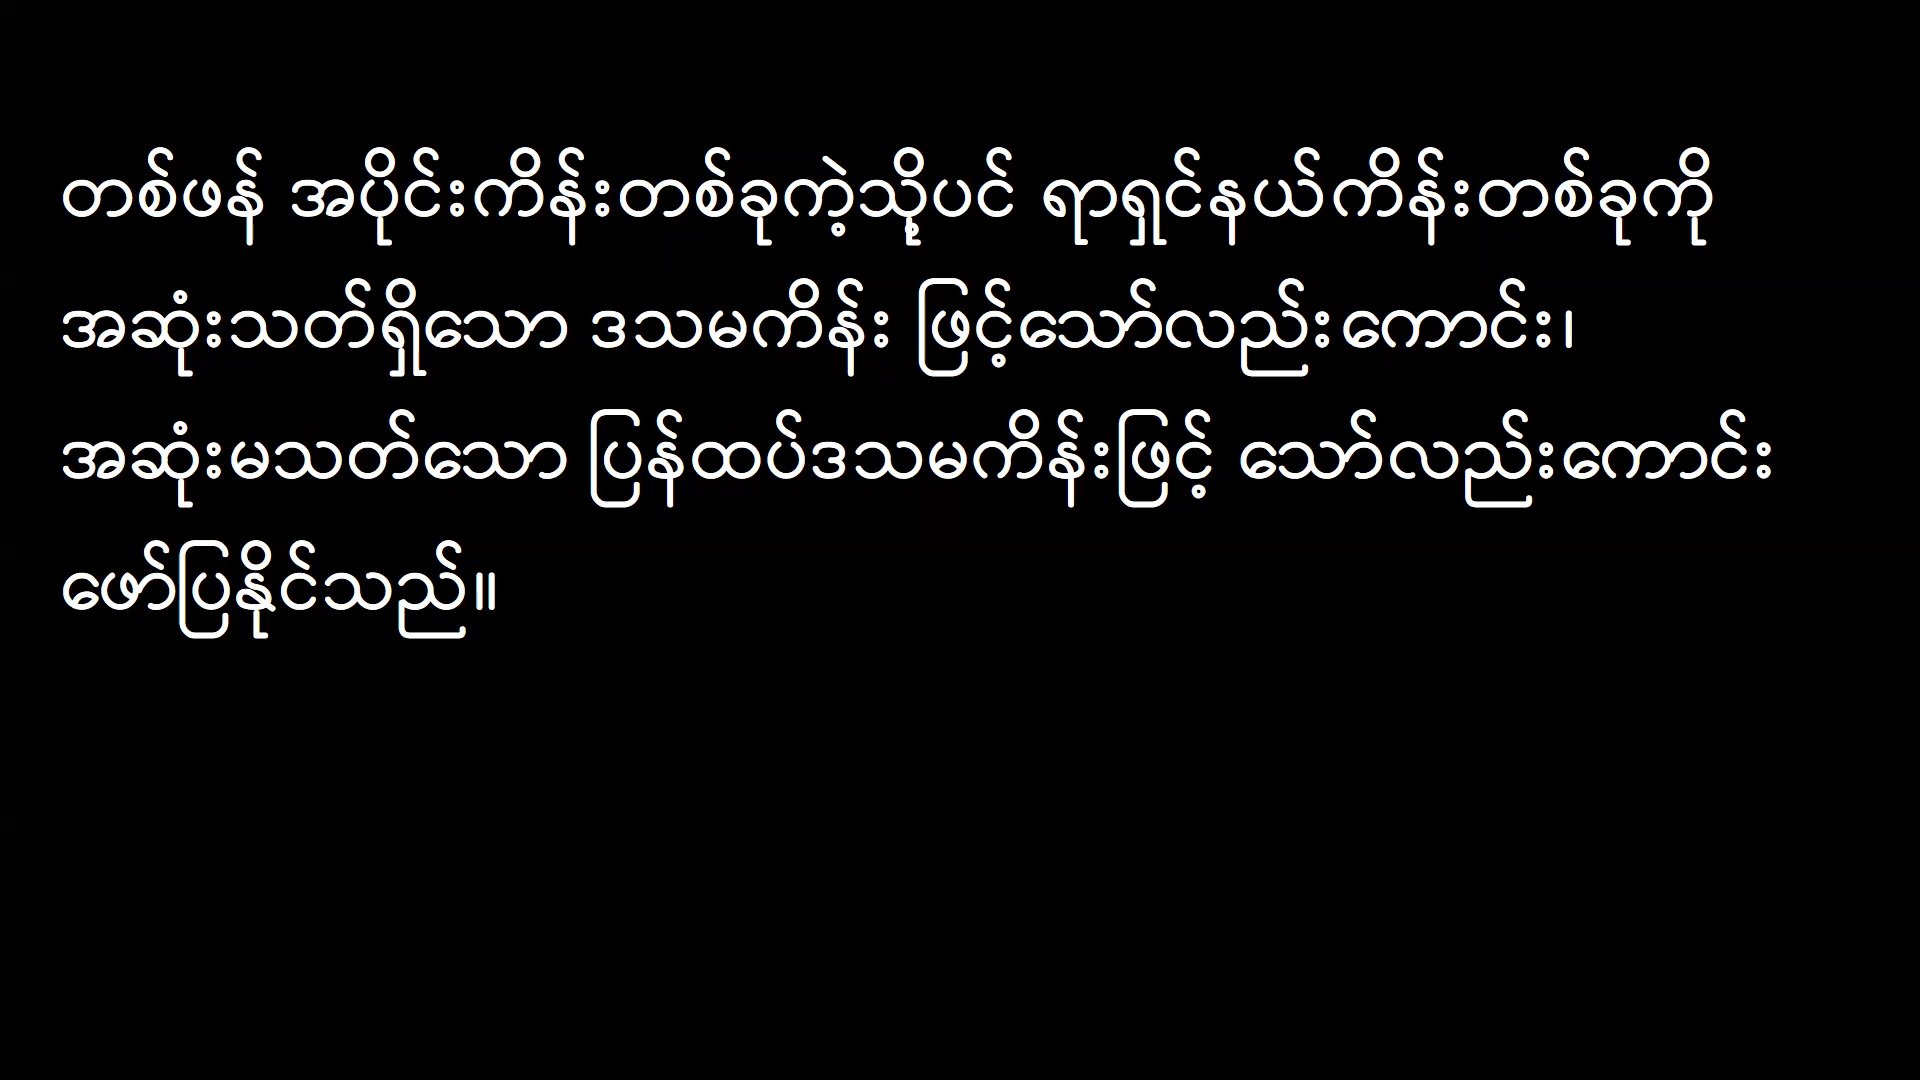 တစ်ဖန် အပိုင်းကိန်းတစ်ခုကဲ့သို့ပင် ရာရှင်နယ်ကိန်းတစ်ခုကို
အဆုံးသတ်ရှိသော ဒသမကိန်း ဖြင့်သော်လည်းကောင်း၊
အဆုံးမသတ်သော ပြန်ထပ်ဒသမကိန်းဖြင့် သော်လည်းကောင်း
ဖော်ပြနိုင်သည်။